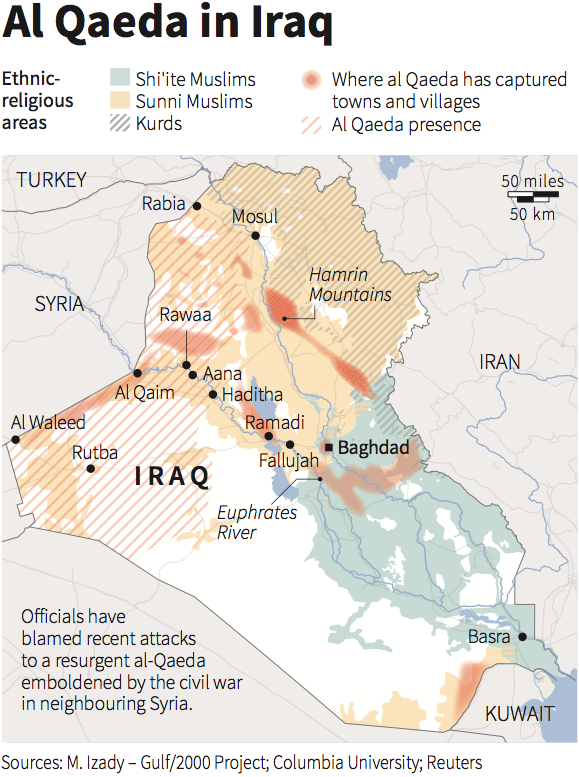 Al Qaeda in Iraq
Ethnic-
religious
areas
Shi'ite Muslims
Sunni Muslims
Kurds
Where al Qaeda has captured
towns and villages
Al Qaeda presence
TURKEY
50 miles
50 km
Rabia
Mosul
Hamrin
Mountains
SYRIA
Rawaa
IRAN
Aana
Al Qaim
Haditha
Al Waleed
Ramadi
Baghdad
Rutba
Fallujah
IRAQ
Euphrates
River
Officials have
blamed recent attacks
to a resurgent al-Qaeda
emboldened by the civil war
in neighbouring Syria.
Basra
KUWAIT
Sources: M. Izady – Gulf/2000 Project; Columbia University; Reuters